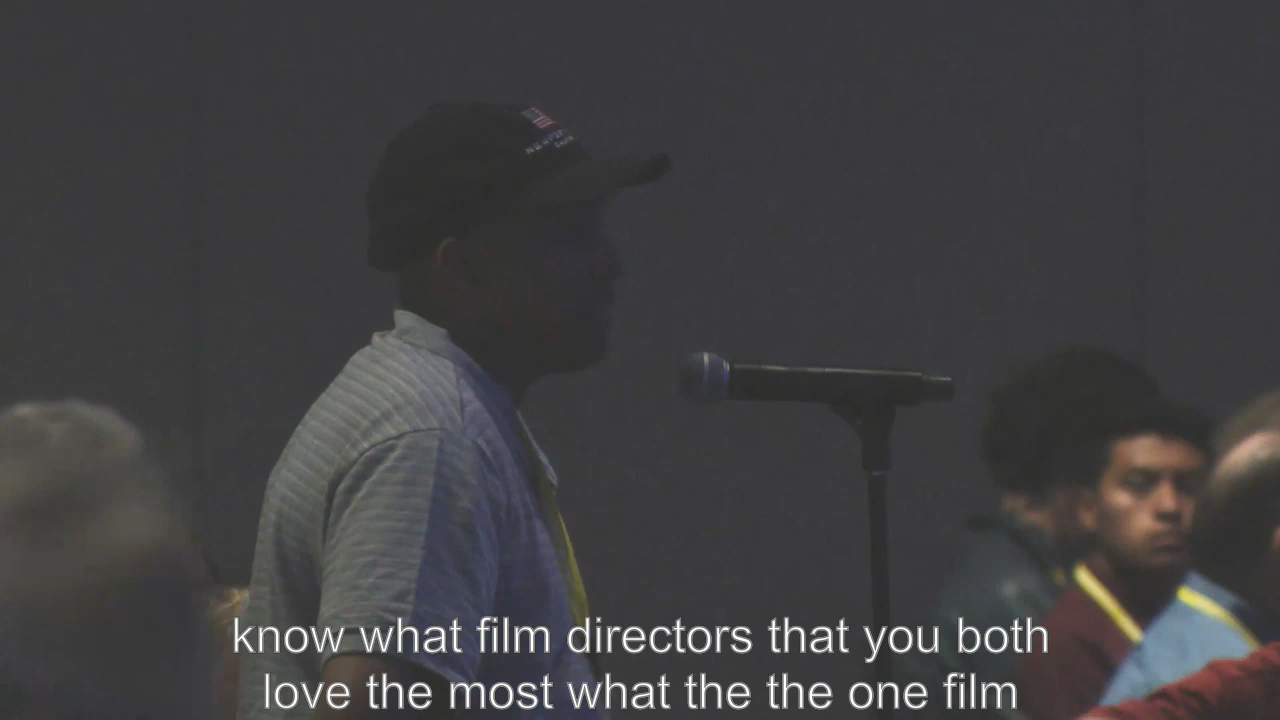 know what film directors that you both
love the most what the the one film